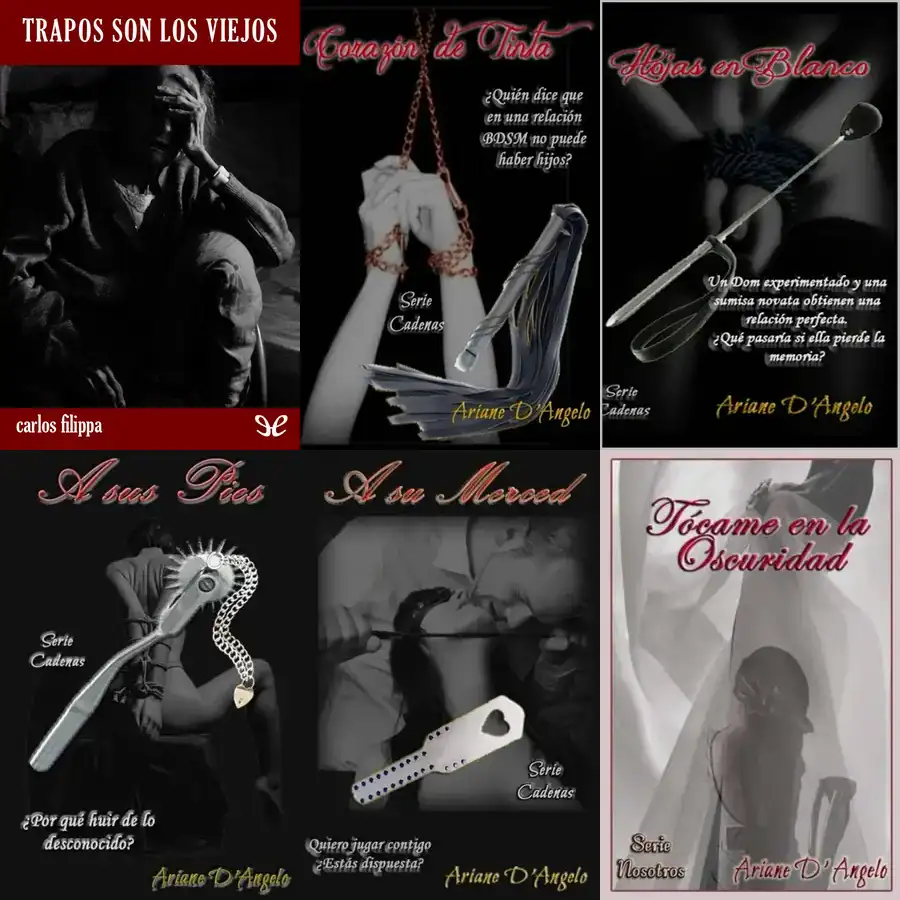 TRAPOS SON LOS VIEJOS
carlos filippa
Corazón de Tinta
¿Quién dice que
en una relación
BDSM no puede
haber hijos?
Serie
Cadenas
Ariane D'Angelo
Hojas en Blanco
Un Dom experimentado y una
sumisa novata obtienen una
relación perfecta.
¿Qué pasaría si ella pierde la
memoria?
Serie
Cadenas
Ariane D'Angelo
A sus Pies
Serie
Cadenas
¿Por qué huir de lo
desconocido?
Ariane D'Angelo
A su Merced
Serie
Cadenas
Quiero jugar contigo
¿Estás dispuesta?
Ariane D'Angelo
Tócame en la
Oscuridad
Serie
Nosotros
Ariane D'Angelo